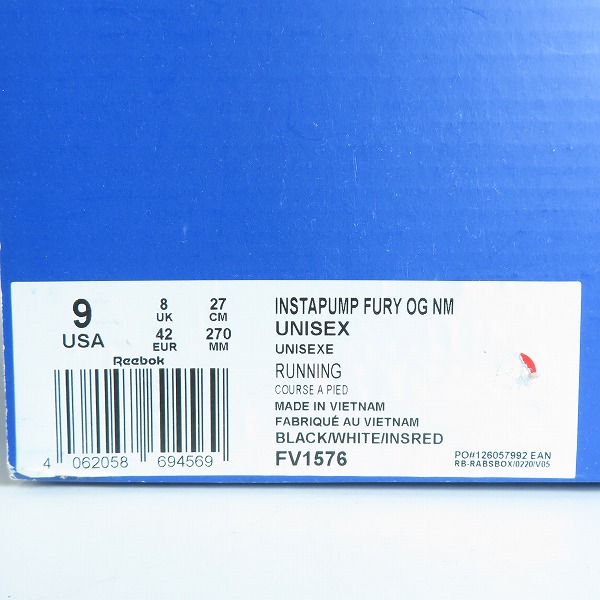 9
USA
8
UK
27
CM
42
EUR
270
MM
Reebok
4 062058 694569
INSTAPUMP FURY OG NM
UNISEX
UNISEXE
RUNNING
COURSE A PIED
MADE IN VIETNAM
FABRIQUÉ AU VIETNAM
BLACK/WHITE/INSRED
FV1576
PO#126057992 EAN
RB-RABSBOX/0220/V05